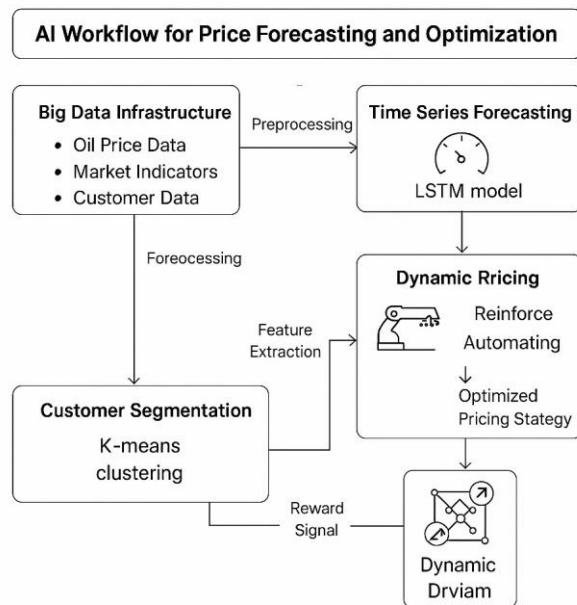 AI Workflow for Price Forecasting and Optimization
Big Data Infrastructure
• Oil Price Data
• Market Indicators
• Customer Data
Preprocessing
Time Series Forecasting
LSTM model
Foreocessing
Dynamic Rricing
Reinforce
Automating
Optimized
Pricing Stategy
Feature
Extraction
Customer Segmentation
K-means
clustering
Reward
Signal
Dynamic
Drviam